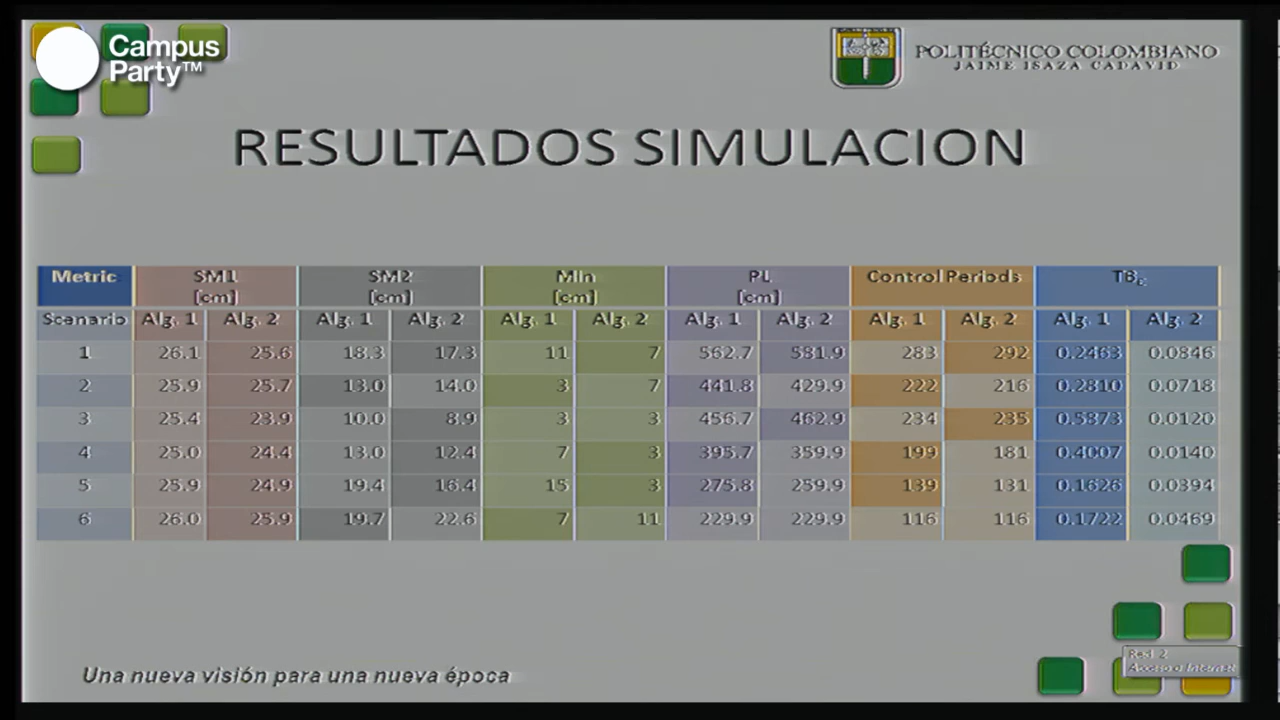 Campus
Party™
POLITÉCNICO COLOMBIANO
JAIME ISAZA CADAVID
RESULTADOS SIMULACION
Metric SM1 [cm] SM2 [cm] Min [cm] PL [cm] Control Periods TBE
Scenario Alg. 1 Alg. 2 Alg. 1 Alg. 2 Alg. 1 Alg. 2 Alg. 1 Alg. 2 Alg. 1 Alg. 2 Alg. 1 Alg. 2
1 26.1 25.6 18.3 17.3 11 7 562.7 581.9 283 292 0.2463 0.0846
2 25.9 25.7 13.0 14.0 3 7 441.8 429.9 222 216 0.2810 0.0718
3 25.4 23.9 10.0 8.9 3 3 456.7 462.9 234 235 0.5873 0.0120
4 25.0 24.4 13.0 12.4 7 3 395.7 359.9 199 181 0.4007 0.0140
5 25.9 24.9 19.4 16.4 15 3 275.8 259.9 139 131 0.1626 0.0394
6 26.0 25.9 19.7 22.6 7 11 229.9 229.9 116 116 0.1722 0.0469
Una nueva visión para una nueva época
Red 2
Acceso a Internet